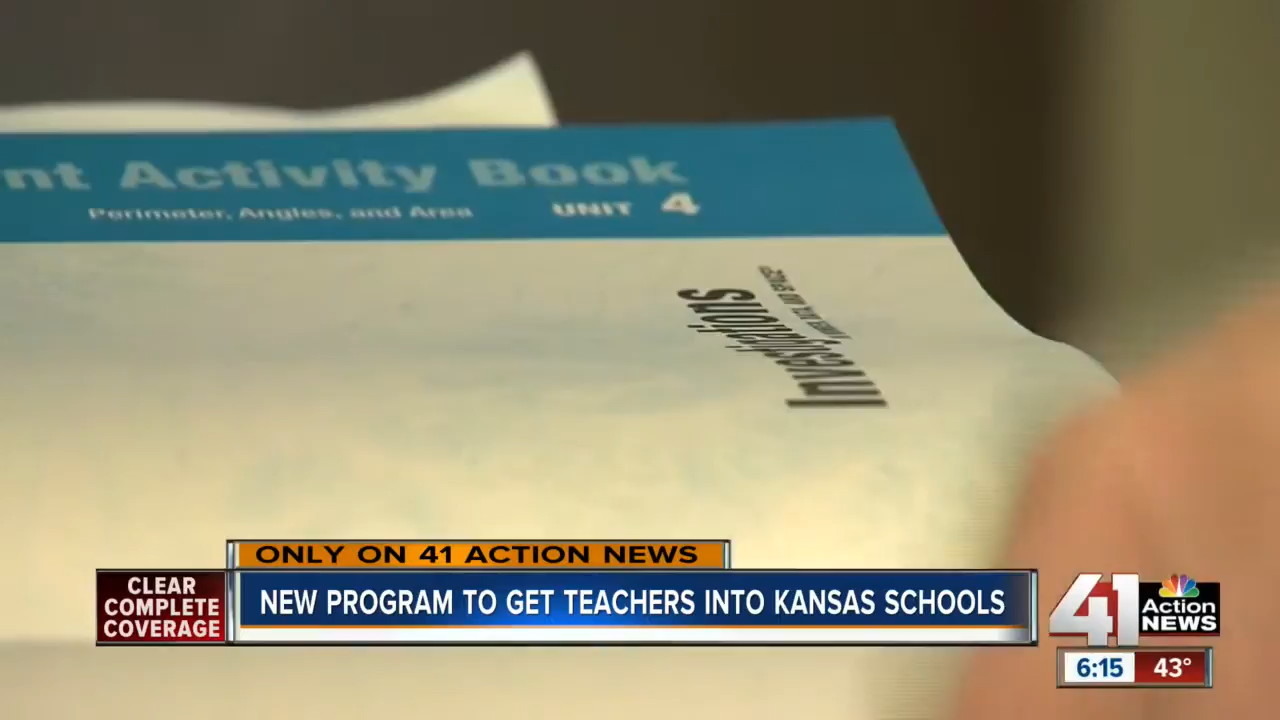 nt Activity Book
Perimeter, Angles, and Area UNIT 4
Investigations
ONLY ON 41 ACTION NEWS
CLEAR
COMPLETE
COVERAGE
NEW PROGRAM TO GET TEACHERS INTO KANSAS SCHOOLS
41 Action
NEWS
6:15 43°